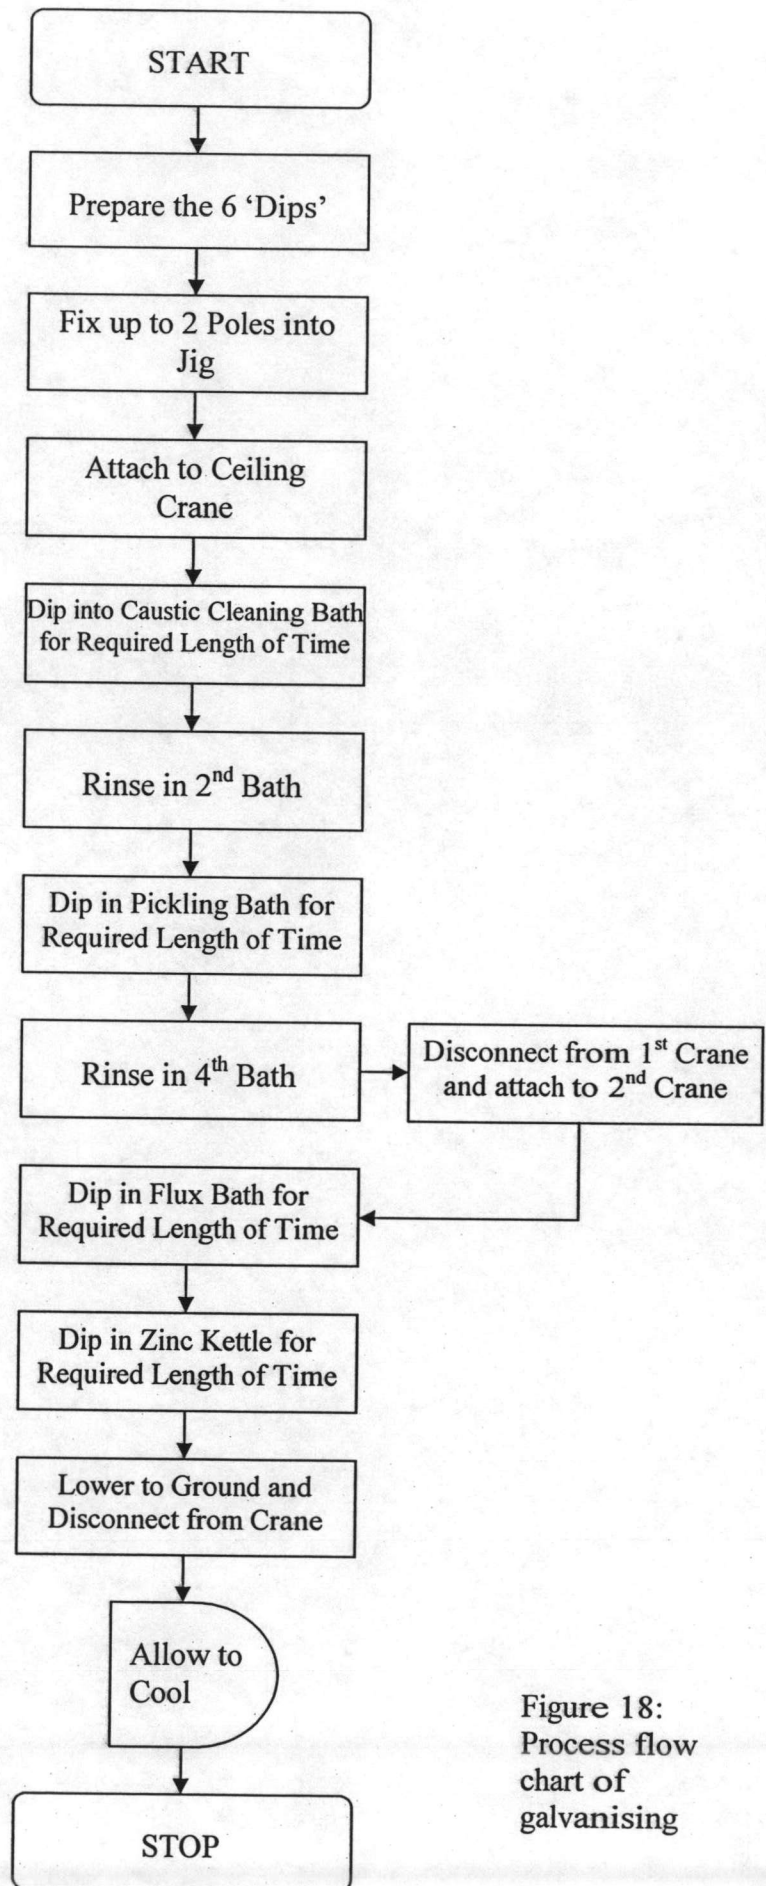 START
Prepare the 6 ‘Dips’
Fix up to 2 Poles into
Jig
Attach to Ceiling
Crane
Dip into Caustic Cleaning Bath
for Required Length of Time
Rinse in 2nd Bath
Dip in Pickling Bath for
Required Length of Time
Rinse in 4th Bath
Disconnect from 1st Crane
and attach to 2nd Crane
Dip in Flux Bath for
Required Length of Time
Dip in Zinc Kettle for
Required Length of Time
Lower to Ground and
Disconnect from Crane
Allow to
Cool
STOP
Figure 18:
Process flow
chart of
galvanising